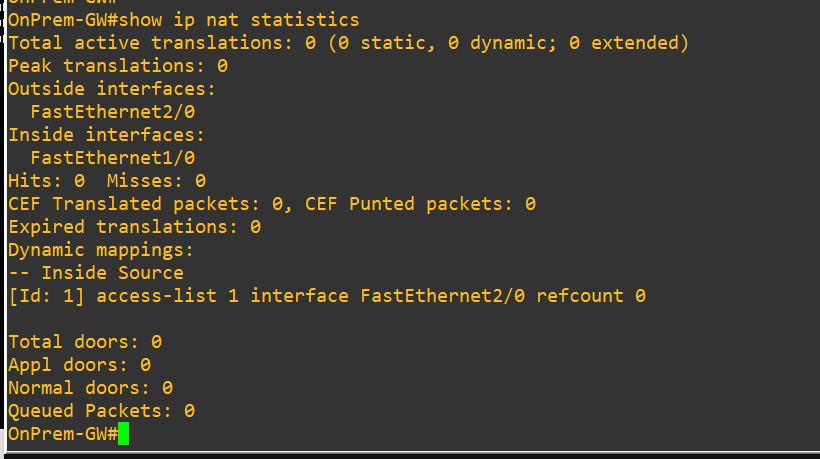 OnPrem-GW#show ip nat statistics
Total active translations: 0 (0 static, 0 dynamic; 0 extended)
Peak translations: 0
Outside interfaces:
  FastEthernet2/0
Inside interfaces:
  FastEthernet1/0
Hits: 0  Misses: 0
CEF Translated packets: 0, CEF Punted packets: 0
Expired translations: 0
Dynamic mappings:
-- Inside Source
[Id: 1] access-list 1 interface FastEthernet2/0 refcount 0

Total doors: 0
Appl doors: 0
Normal doors: 0
Queued Packets: 0
OnPrem-GW#